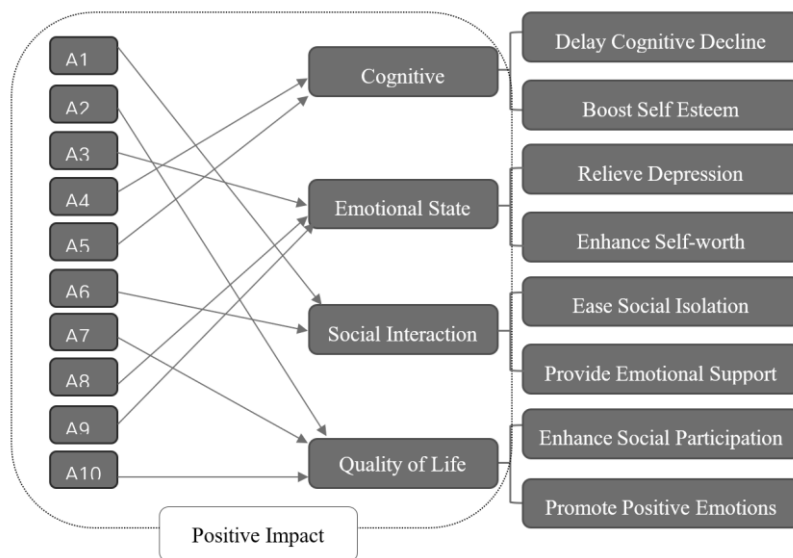 A1
A2
A3
A4
A5
A6
A7
A8
A9
A10
Cognitive
Emotional State
Social Interaction
Quality of Life
Delay Cognitive Decline
Boost Self Esteem
Relieve Depression
Enhance Self-worth
Ease Social Isolation
Provide Emotional Support
Enhance Social Participation
Promote Positive Emotions
Positive Impact